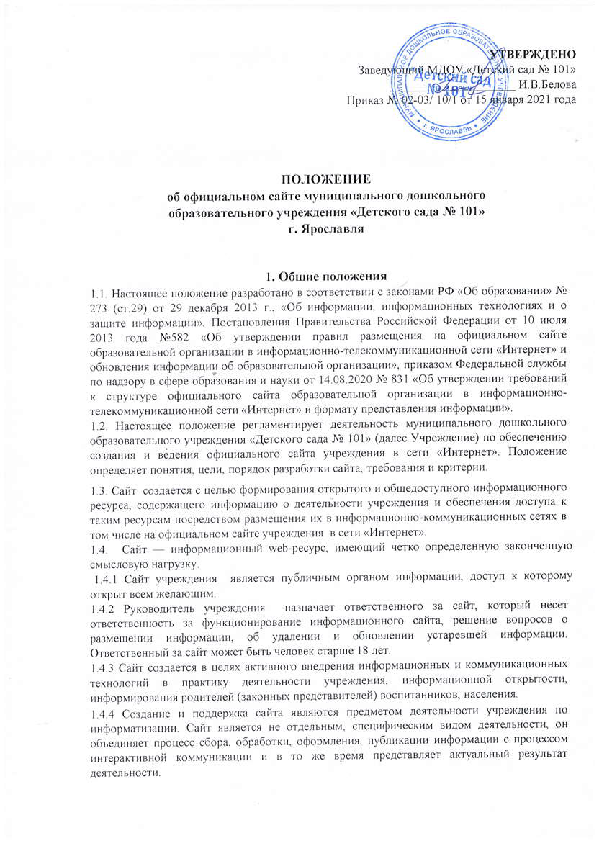 УТВЕРЖДЕНО
Заведующий МДОУ «Детский сад № 101»
И.В.Белова
Приказ № 02-03/ 10/1 от 15 января 2021 года
Детский сад
№ 101
г. ЯРОСЛАВЛЬ
ПОЛОЖЕНИЕ
об официальном сайте муниципального дошкольного
образовательного учреждения «Детского сада № 101»
г. Ярославля
1. Общие положения
1.1. Настоящее положение разработано в соответствии с законами РФ «Об образовании» №
273 (ст.29) от 29 декабря 2013 г., «Об информации, информационных технологиях и о
защите информации», Постановления Правительства Российской Федерации от 10 июля
2013 года №582 «Об утверждении правил размещения на официальном сайте
образовательной организации в информационно-телекоммуникационной сети «Интернет» и
обновления информации об образовательной организации», приказом Федеральной службы
по надзору в сфере образования и науки от 14.08.2020 № 831 «Об утверждении требований
к структуре официального сайта образовательной организации в информационно-
телекоммуникационной сети «Интернет» и формату представления информации».
1.2. Настоящее положение регламентирует деятельность муниципального дошкольного
образовательного учреждения «Детского сада № 101» (далее Учреждение) по обеспечению
создания и ведения официального сайта учреждения в сети «Интернет». Положение
определяет понятия, цели, порядок разработки сайта, требования и критерии.
1.3. Сайт создается с целью формирования открытого и общедоступного информационного
ресурса, содержащего информацию о деятельности учреждения и обеспечения доступа к
таким ресурсам посредством размещения их в информационно-коммуникационных сетях в
том числе на официальном сайте учреждения в сети «Интернет».
1.4. Сайт — информационный web-ресурс, имеющий четко определенную законченную
смысловую нагрузку.
1.4.1 Сайт учреждения является публичным органом информации, доступ к которому
открыт всем желающим.
1.4.2 Руководитель учреждения назначает ответственного за сайт, который несет
ответственность за функционирование информационного сайта, решение вопросов о
размещении информации, об удалении и обновлении устаревшей информации.
Ответственный за сайт может быть человек старше 18 лет.
1.4.3 Сайт создается в целях активного внедрения информационных и коммуникационных
технологий в практику деятельности учреждения, информационной открытости,
информирования родителей (законных представителей) воспитанников, населения.
1.4.4 Создание и поддержка сайта являются предметом деятельности учреждения по
информатизации. Сайт является не отдельным, специфическим видом деятельности, он
объединяет процесс сбора, обработки, оформления, публикации информации с процессом
интерактивной коммуникации и в то же время представляет актуальный результат
деятельности.